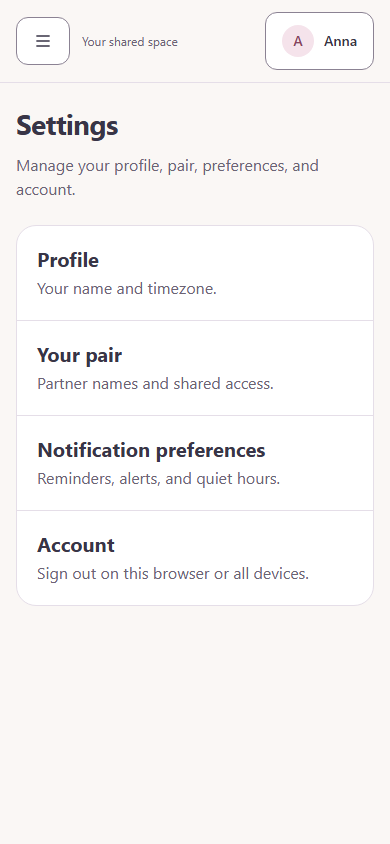 Your shared space
A
Anna
Settings
Manage your profile, pair, preferences, and
account.
Profile
Your name and timezone.
Your pair
Partner names and shared access.
Notification preferences
Reminders, alerts, and quiet hours.
Account
Sign out on this browser or all devices.